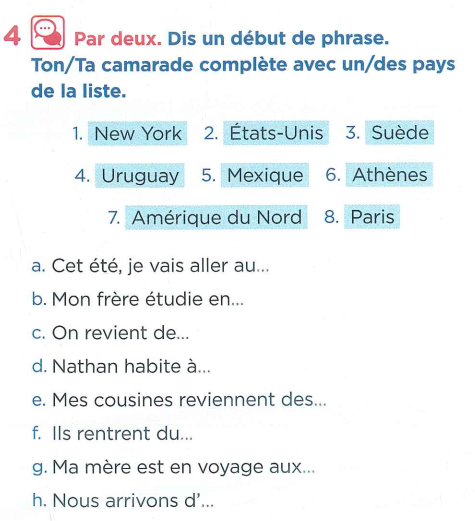 4 Par deux. Dis un début de phrase.
Ton/Ta camarade complète avec un/des pays
de la liste.
1. New York 2. États-Unis 3. Suède
4. Uruguay 5. Mexique 6. Athènes
7. Amérique du Nord 8. Paris
a. Cet été, je vais aller au...
b. Mon frère étudie en...
c. On revient de...
d. Nathan habite à...
e. Mes cousines reviennent des...
f. Ils rentrent du...
g. Ma mère est en voyage aux...
h. Nous arrivons d'...